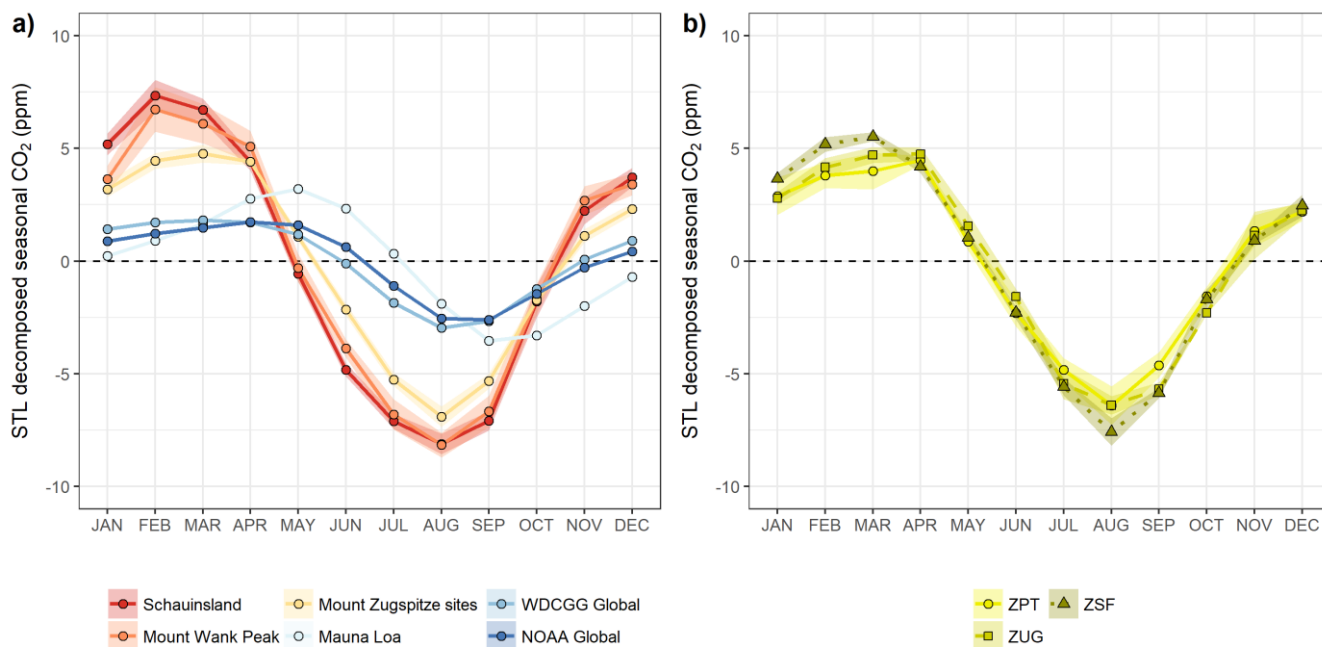 a)
STL decomposed seasonal CO₂ (ppm)
10
5
0
-5
-10
JAN FEB MAR APR MAY JUN JUL AUG SEP OCT NOV DEC
Schauinsland
Mount Zugspitze sites
WDCGG Global
Mount Wank Peak
Mauna Loa
NOAA Global
b)
STL decomposed seasonal CO₂ (ppm)
10
5
0
-5
-10
JAN FEB MAR APR MAY JUN JUL AUG SEP OCT NOV DEC
ZPT
ZSF
ZUG